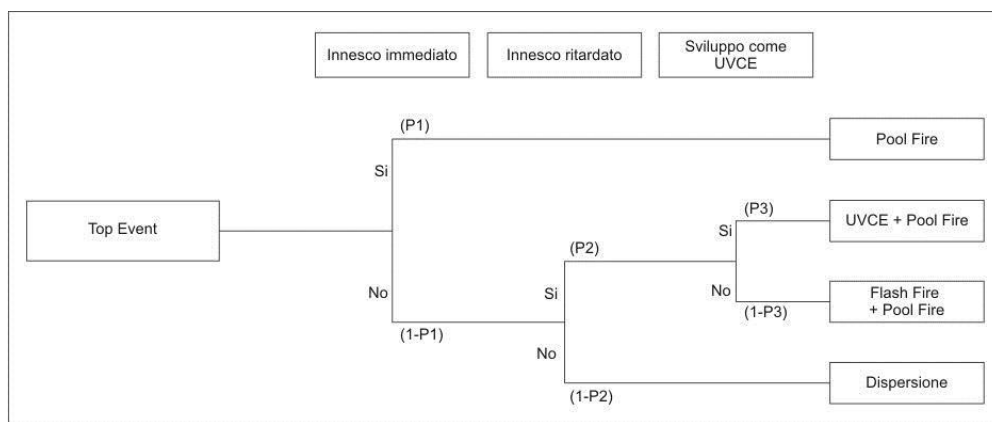 Innesco immediato
Innesco ritardato
Sviluppo come
UVCE
(P1)
Pool Fire
Si
Top Event
(P3)
UVCE + Pool Fire
Si
(P2)
No
Si
No
Flash Fire
+ Pool Fire
(1-P3)
(1-P1)
No
Dispersione
(1-P2)